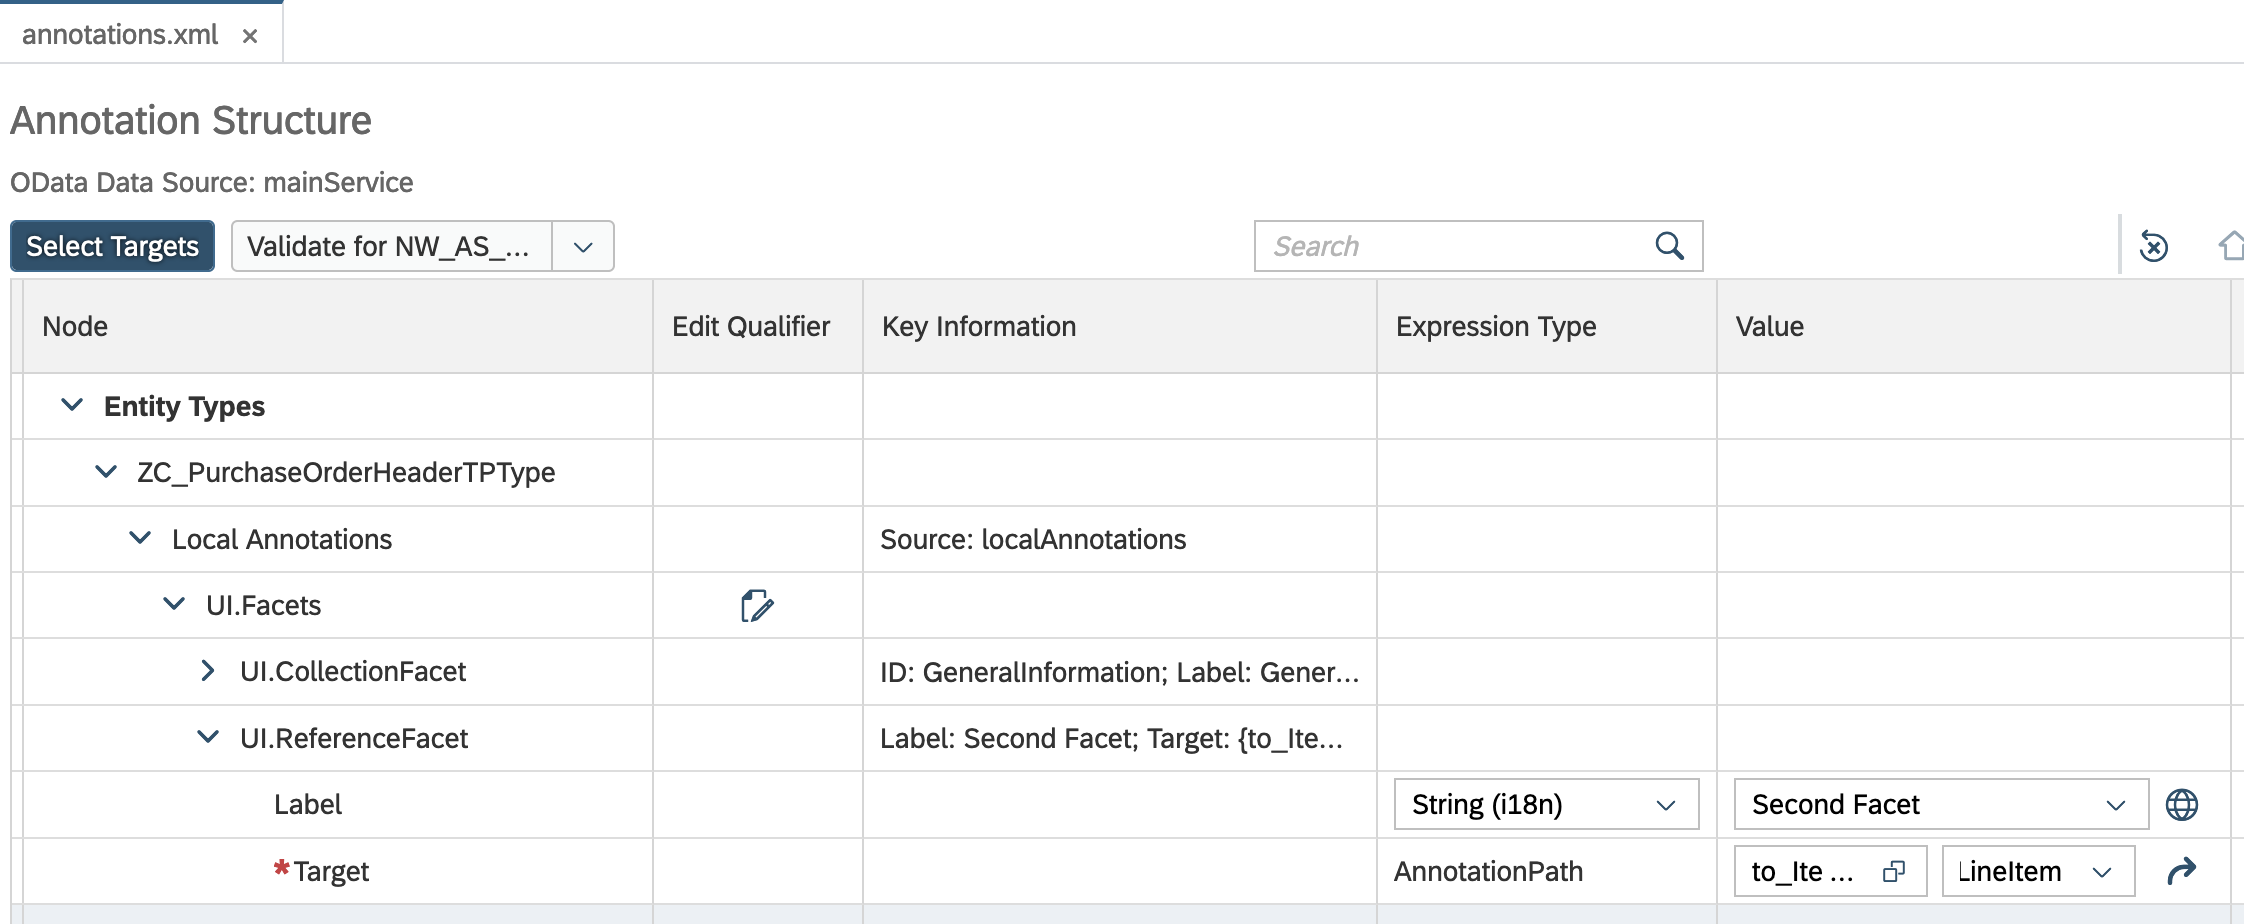 annotations.xml ×
Annotation Structure
OData Data Source: mainService
Select Targets Validate for NW_AS_... Search
Node Edit Qualifier Key Information Expression Type Value
Entity Types
ZC_PurchaseOrderHeaderTPType
Local Annotations Source: localAnnotations
UI.Facets
UI.CollectionFacet ID: GeneralInformation; Label: Gener...
UI.ReferenceFacet Label: Second Facet; Target: {to_Ite...
Label String (i18n) Second Facet
*Target AnnotationPath to_Ite ... LineItem